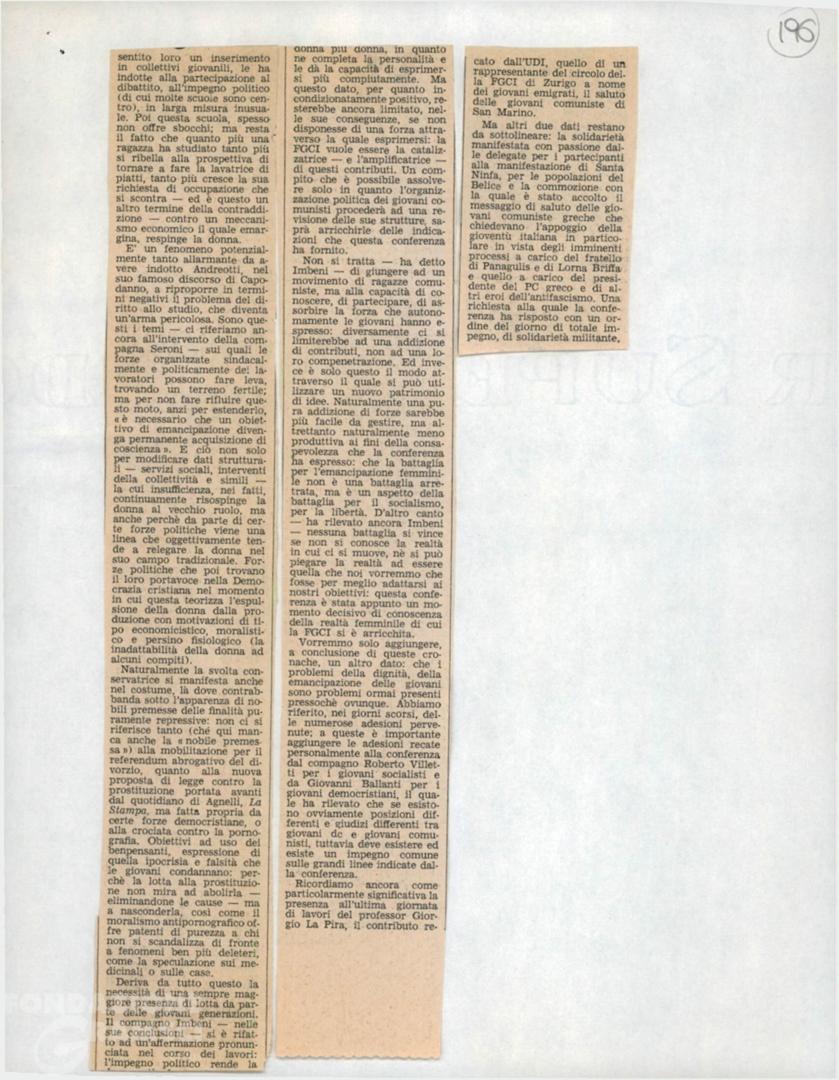 196
sentito loro un inserimento
in collettivi giovanili, le ha
indotte alla partecipazione al
dibattito, all'impegno politico
(di cui molte scuole sono cen-
tro), in larga misura inusua-
le. Poi questa scuola, spesso
non offre sbocchi; ma resta
il fatto che quanto più una
ragazza ha studiato tanto più
si ribella alla prospettiva di
tornare a fare la lavatrice di
piatti, tanto più cresce la sua
richiesta di occupazione che
si scontra — ed è questo un
altro termine della contraddi-
zione — contro un meccani-
smo economico il quale emar-
gina, respinge la donna.
E' un fenomeno potenzial-
mente tanto allarmante da a-
vere indotto Andreotti, nel
suo famoso discorso di Capo-
danno, a riproporre in termi-
ni negativi il problema del di-
ritto allo studio, che diventa
un'arma pericolosa. Sono que-
sti i temi — ci riferiamo an-
cora all'intervento della com-
pagna Seroni — sui quali le
forze organizzate sindacal-
mente e politicamente dei la-
voratori possono fare leva,
trovando un terreno fertile;
ma per non fare rifluire que-
sto moto, anzi per estenderlo,
« è necessario che un obiet-
tivo di emancipazione diven-
ga permanente acquisizione di
coscienza ». E ciò non solo
per modificare dati struttura-
li — servizi sociali, interventi
della collettività e simili —
la cui insufficienza, nei fatti,
continuamente risospinge la
donna al vecchio ruolo, ma
anche perchè da parte di cer-
te forze politiche viene una
linea che oggettivamente ten-
de a relegare la donna nel
suo campo tradizionale. For-
ze politiche che poi trovano
il loro portavoce nella Demo-
crazia cristiana nel momento
in cui questa teorizza l'espul-
sione della donna dalla pro-
duzione con motivazioni di ti-
po economicistico, moralisti-
co e persino fisiologico (la
inadattabilità della donna ad
alcuni compiti).
Naturalmente la svolta con-
servatrice si manifesta anche
nel costume, là dove contrab-
banda sotto l'apparenza di no-
bili premesse delle finalità pu-
ramente repressive: non ci si
riferisce tanto (ché qui man-
ca anche la « nobile premes-
sa ») alla mobilitazione per il
referendum abrogativo del di-
vorzio, quanto alla nuova
proposta di legge contro la
prostituzione portata avanti
dal quotidiano di Agnelli, La
Stampa, ma fatta propria da
certe forze democristiane, o
alla crociata contro la porno-
grafia. Obiettivi ad uso dei
benpensanti, espressione di
quella ipocrisia e falsità che
le giovani condannano: per-
chè la lotta alla prostituzio-
ne non mira ad abolirla —
eliminandone le cause — ma
a nasconderla, così come il
moralismo antipornografico of-
fre patenti di purezza a chi
non si scandalizza di fronte
a fenomeni ben più deleteri,
come la speculazione sui me-
dicinali o sulle case.
Deriva da tutto questo la
necessità di una sempre mag-
giore presenza di lotta da par-
te delle giovani generazioni.
Il compagno Imbeni — nelle
sue conclusioni — si è rifat-
to ad un'affermazione pronun-
ciata nel corso dei lavori:
l'impegno politico rende la
donna più donna, in quanto
ne completa la personalità e
le dà la capacità di esprimer-
si più compiutamente. Ma
questo dato, per quanto in-
condizionatamente positivo, re-
sterebbe ancora limitato, nel-
le sue conseguenze, se non
disponesse di una forza attra-
verso la quale esprimersi: la
FGCI vuole essere la cataliz-
zatrice — e l'amplificatrice —
di questi contributi. Un com-
pito che è possibile assolve-
re solo in quanto l'organiz-
zazione politica dei giovani co-
munisti procederà ad una re-
visione delle sue strutture, sa-
prà arricchirle delle indica-
zioni che questa conferenza
ha fornito.
Non si tratta — ha detto
Imbeni — di giungere ad un
movimento di ragazze comu-
niste, ma alla capacità di co-
noscere, di partecipare, di as-
sorbire la forza che autono-
mamente le giovani hanno e-
spresso: diversamente ci si
limiterebbe ad una addizione
di contributi, non ad una lo-
ro compenetrazione. Ed inve-
ce è solo questo il modo at-
traverso il quale si può uti-
lizzare un nuovo patrimonio
di idee. Naturalmente una pu-
ra addizione di forze sarebbe
più facile da gestire, ma al-
trettanto naturalmente meno
produttiva ai fini della consa-
pevolezza che la conferenza
ha espresso: che la battaglia
per l'emancipazione femmini-
le non è una battaglia arre-
trata, ma è un aspetto della
battaglia per il socialismo,
per la libertà. D'altro canto
— ha rilevato ancora Imbeni
— nessuna battaglia si vince
se non si conosce la realtà
in cui ci si muove, nè si può
piegare la realtà ad essere
quella che noi vorremmo che
fosse per meglio adattarsi ai
nostri obiettivi: questa confe-
renza è stata appunto un mo-
mento decisivo di conoscenza
della realtà femminile di cui
la FGCI si è arricchita.
Vorremmo solo aggiungere,
a conclusione di queste cro-
nache, un altro dato: che i
problemi della dignità, della
emancipazione delle giovani
sono problemi ormai presenti
pressochè ovunque. Abbiamo
riferito, nei giorni scorsi, del-
le numerose adesioni perve-
nute; a queste è importante
aggiungere le adesioni recate
personalmente alla conferenza
dal compagno Roberto Villet-
ti per i giovani socialisti e
da Giovanni Ballanti per i
giovani democristiani, il qua-
le ha rilevato che se esisto-
no ovviamente posizioni dif-
ferenti e giudizi differenti tra
giovani dc e giovani comu-
nisti, tuttavia deve esistere ed
esiste un impegno comune
sulle grandi linee indicate dal-
la conferenza.
Ricordiamo ancora come
particolarmente significativa la
presenza all'ultima giornata
di lavori del professor Gior-
gio La Pira, il contributo re-
cato dall'UDI, quello di un
rappresentante del circolo del-
la FGCI di Zurigo a nome
dei giovani emigrati, il saluto
delle giovani comuniste di
San Marino.
Ma altri due dati restano
da sottolineare: la solidarietà
manifestata con passione dal-
le delegate per i partecipanti
alla manifestazione di Santa
Ninfa, per le popolazioni del
Belice e la commozione con
la quale è stato accolto il
messaggio di saluto delle gio-
vani comuniste greche che
chiedevano l'appoggio della
gioventù italiana in partico-
lare in vista degli imminenti
processi a carico del fratello
di Panagulis e di Lorna Briffa
e quello a carico del presi-
dente del PC greco e di al-
tri eroi dell'antifascismo. Una
richiesta alla quale la confe-
renza ha risposto con un or-
dine del giorno di totale im-
pegno, di solidarietà militante.